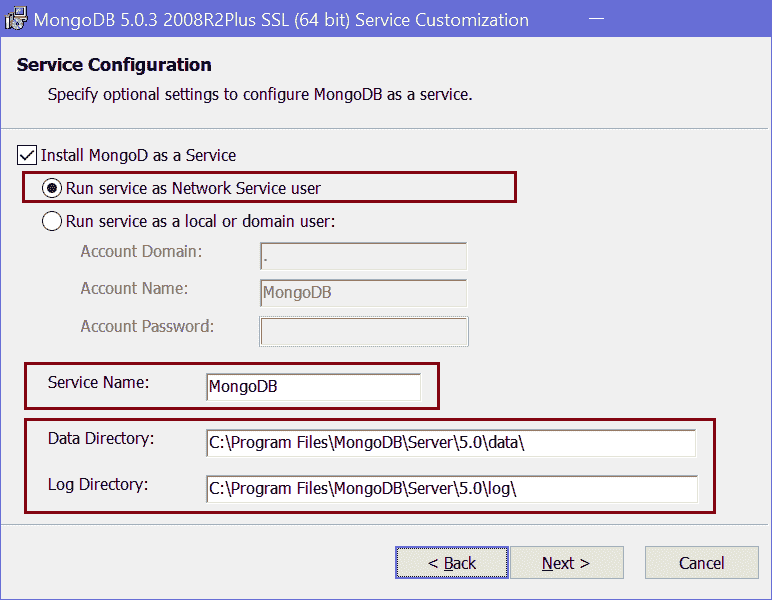 MongoDB 5.0.3 2008R2Plus SSL (64 bit) Service Customization
Service Configuration
Specify optional settings to configure MongoDB as a service.
Install MongoD as a Service
Run service as Network Service user
Run service as a local or domain user:
Account Domain: .
Account Name: MongoDB
Account Password:
Service Name: MongoDB
Data Directory: C:\Program Files\MongoDB\Server\5.0\data\
Log Directory: C:\Program Files\MongoDB\Server\5.0\log\
< Back Next > Cancel